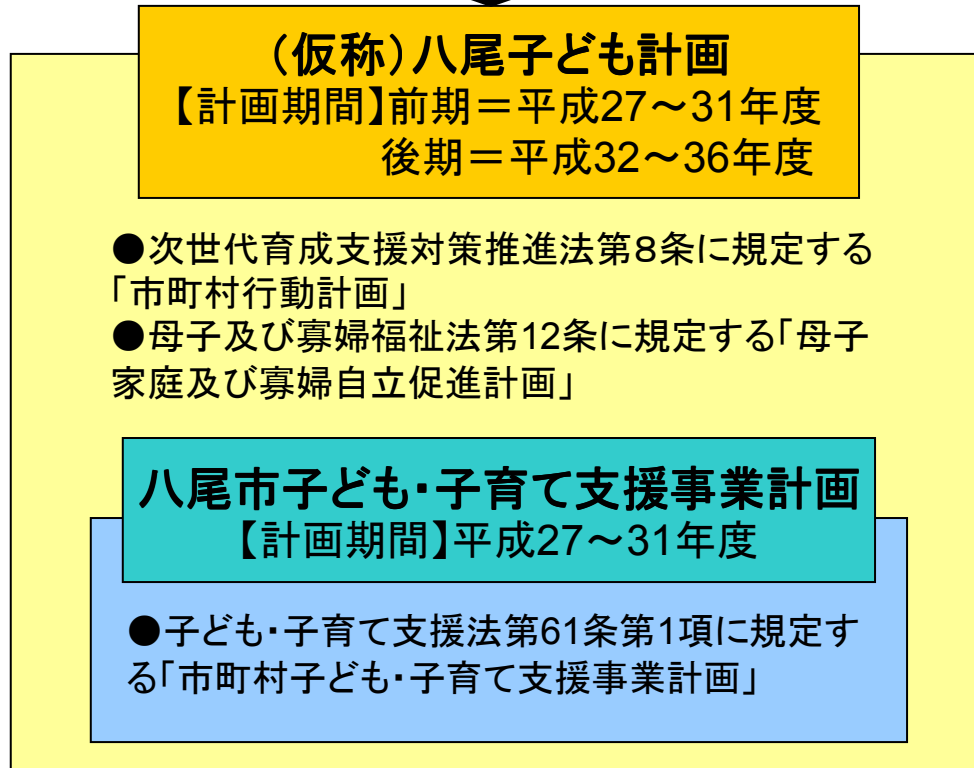 （仮称）八尾子ども計画
【計画期間】前期＝平成27～31年度
後期＝平成32～36年度
●次世代育成支援対策推進法第８条に規定する
「市町村行動計画」
●母子及び寡婦福祉法第12条に規定する「母子
家庭及び寡婦自立促進計画」
八尾市子ども・子育て支援事業計画
【計画期間】平成27～31年度
●子ども・子育て支援法第61条第1項に規定す
る「市町村子ども・子育て支援事業計画」